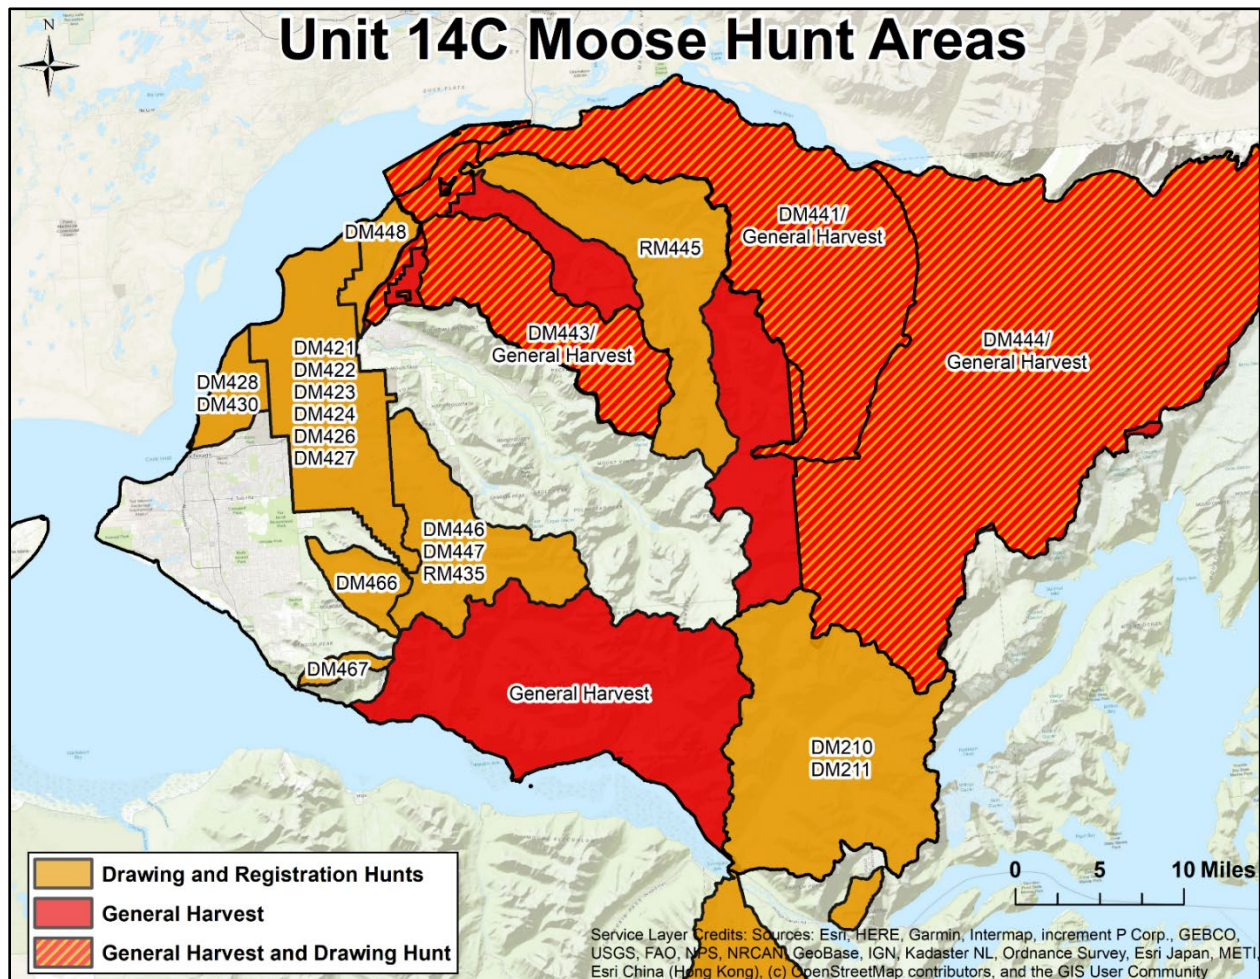 Unit 14C Moose Hunt Areas
N
DM448
RM445
DM441/
General Harvest
DM443/
General Harvest
DM444/
General Harvest
DM421
DM422
DM423
DM424
DM426
DM427
DM428
DM430
DM446
DM447
RM435
DM466
DM467
General Harvest
DM210
DM211
Drawing and Registration Hunts
General Harvest
General Harvest and Drawing Hunt
0 5 10 Miles
Service Layer Credits: Sources: Esri, HERE, Garmin, Intermap, increment P Corp., GEBCO,
USGS, FAO, NPS, NRCAN, GeoBase, IGN, Kadaster NL, Ordnance Survey, Esri Japan, METI,
Esri China (Hong Kong), (c) OpenStreetMap contributors, and the GIS User Community